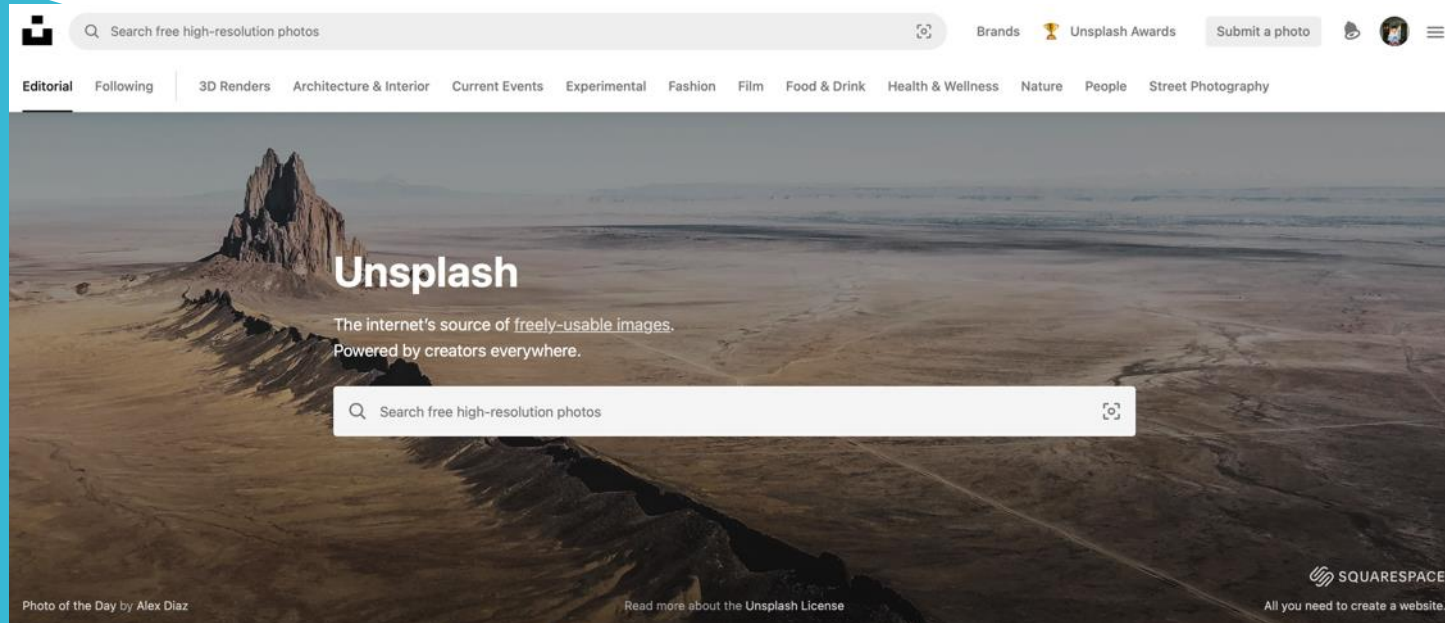 Search free high-resolution photos
Brands
Unsplash Awards
Submit a photo
Editorial Following 3D Renders Architecture & Interior Current Events Experimental Fashion Film Food & Drink Health & Wellness Nature People Street Photography
Unsplash
The internet's source of freely-usable images.
Powered by creators everywhere.
Search free high-resolution photos
SQUARESPACE
Photo of the Day by Alex Diaz
Read more about the Unsplash License
All you need to create a website.